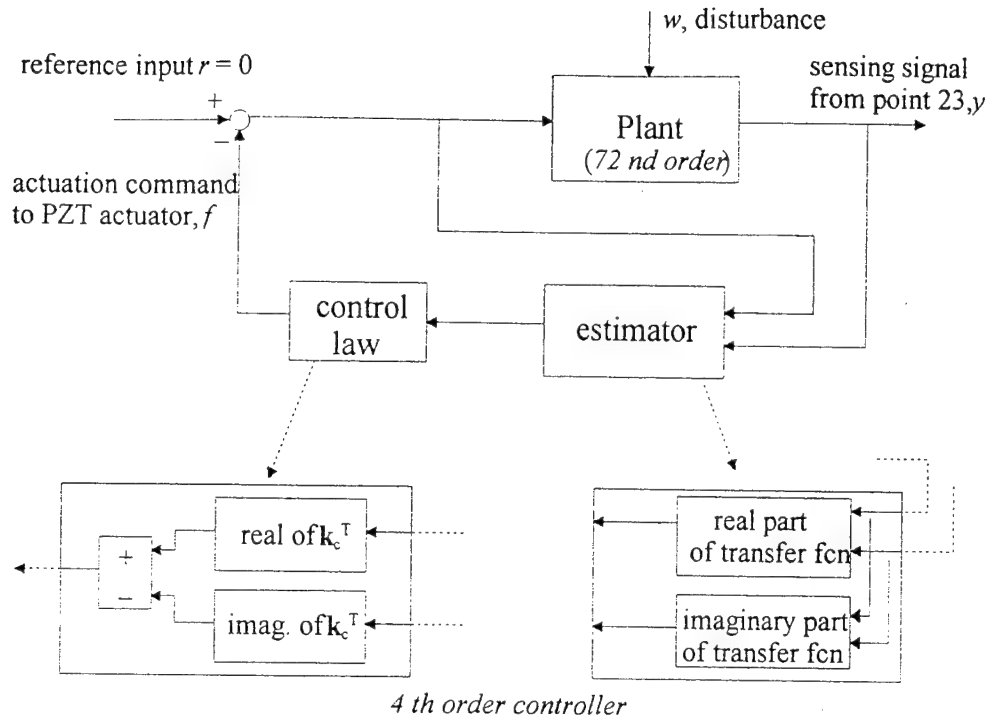 w, disturbance
reference input r = 0
sensing signal
from point 23,y
+
−
Plant
(72 nd order)
actuation command
to PZT actuator, f
control
law
estimator
real of k_c^T
+
−
imag. of k_c^T
real part
of transfer fcn
imaginary part
of transfer fcn
4 th order controller